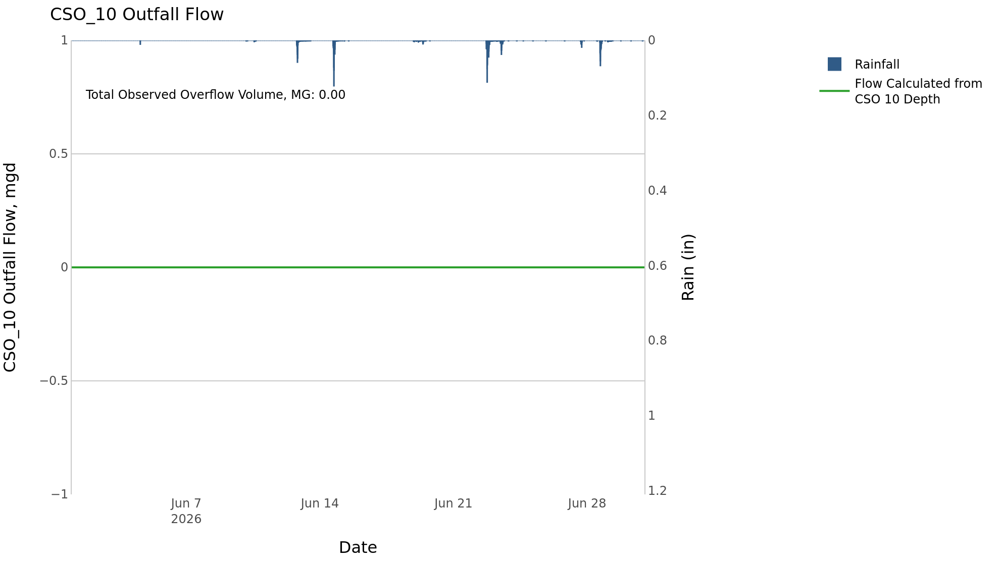 CSO_10 Outfall Flow
1
0.5
0
−0.5
−1
CSO_10 Outfall Flow, mgd
Total Observed Overflow Volume, MG: 0.00
0
0.2
0.4
0.6
0.8
1
1.2
Rain (in)
Jun 7
2026
Jun 14
Jun 21
Jun 28
Date
Rainfall
Flow Calculated from
CSO 10 Depth